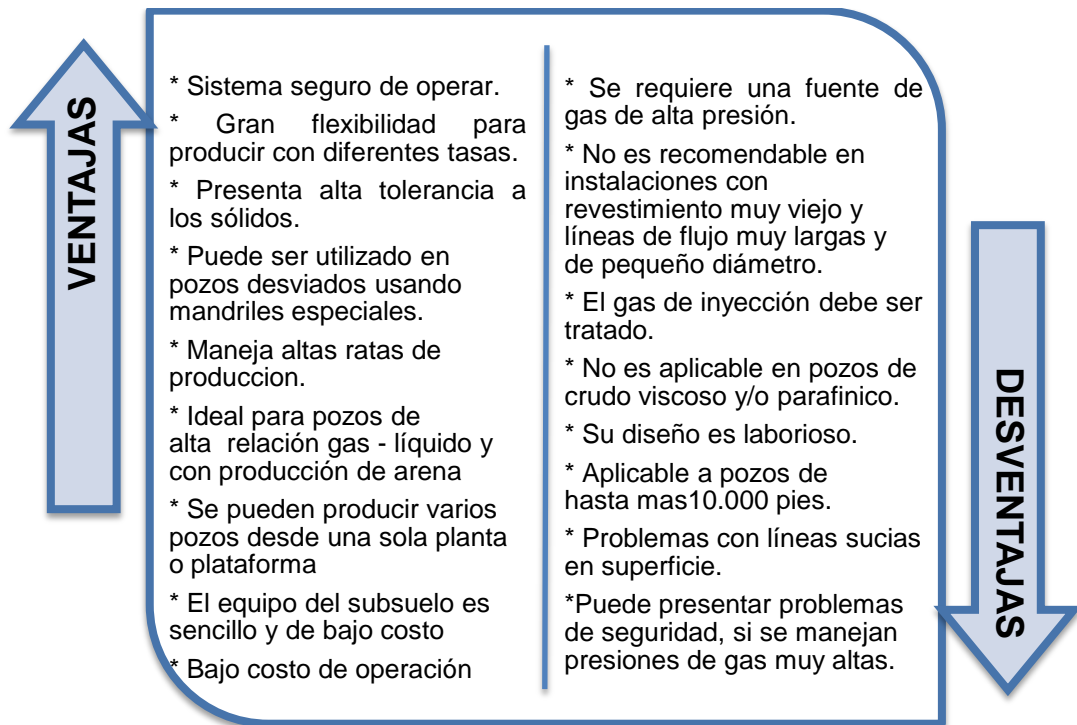 VENTAJAS
* Sistema seguro de operar.
* Gran flexibilidad para
producir con diferentes tasas.
* Presenta alta tolerancia a
los sólidos.
* Puede ser utilizado en
pozos desviados usando
mandriles especiales.
* Maneja altas ratas de
produccion.
* Ideal para pozos de
alta relación gas - líquido y
con producción de arena
* Se pueden producir varios
pozos desde una sola planta
o plataforma
* El equipo del subsuelo es
sencillo y de bajo costo
* Bajo costo de operación
* Se requiere una fuente de
gas de alta presión.
* No es recomendable en
instalaciones con
revestimiento muy viejo y
líneas de flujo muy largas y
de pequeño diámetro.
* El gas de inyección debe ser
tratado.
* No es aplicable en pozos de
crudo viscoso y/o parafinico.
* Su diseño es laborioso.
* Aplicable a pozos de
hasta mas10.000 pies.
* Problemas con líneas sucias
en superficie.
*Puede presentar problemas
de seguridad, si se manejan
presiones de gas muy altas.
DESVENTAJAS